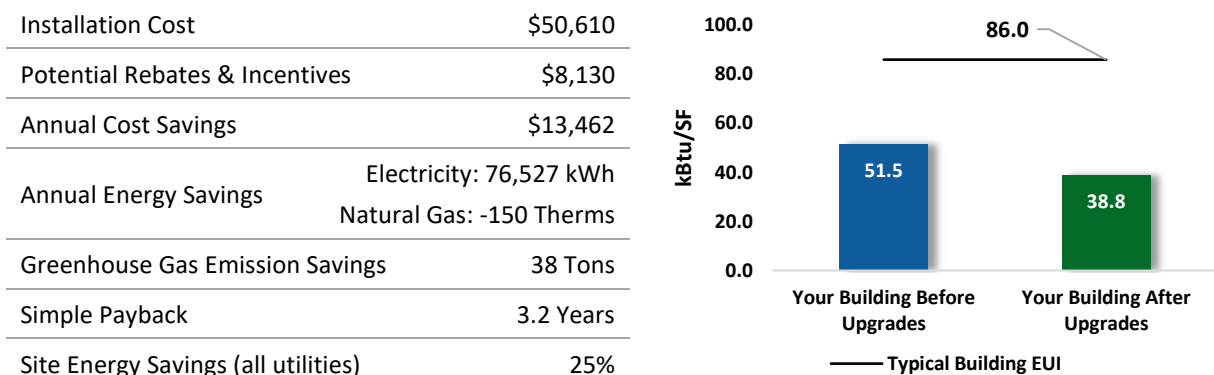 Installation Cost $50,610
Potential Rebates & Incentives $8,130
Annual Cost Savings $13,462
Annual Energy Savings
Electricity: 76,527 kWh
Natural Gas: -150 Therms
Greenhouse Gas Emission Savings 38 Tons
Simple Payback 3.2 Years
Site Energy Savings (all utilities) 25%
kBtu/SF
100.0
80.0
60.0
40.0
20.0
0.0
86.0
51.5
38.8
Your Building Before
Upgrades
Your Building After
Upgrades
Typical Building EUI